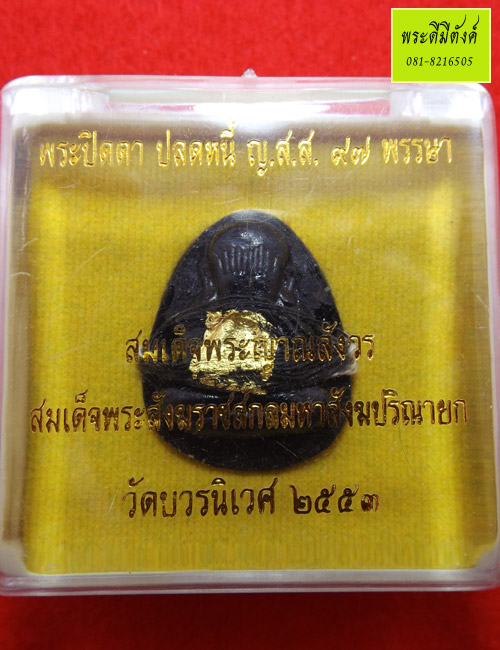 พระดีมีตังค์
081-8216505
พระปิดตา ปลดหนี้ ญ.ส.ส. ๙๗ พรรษา
สมเด็จพระญาณสังวร
สมเด็จพระสังฆราชสกลมหาสังฆปริณายก
วัดบวรนิเวศ ๒๕๕๓